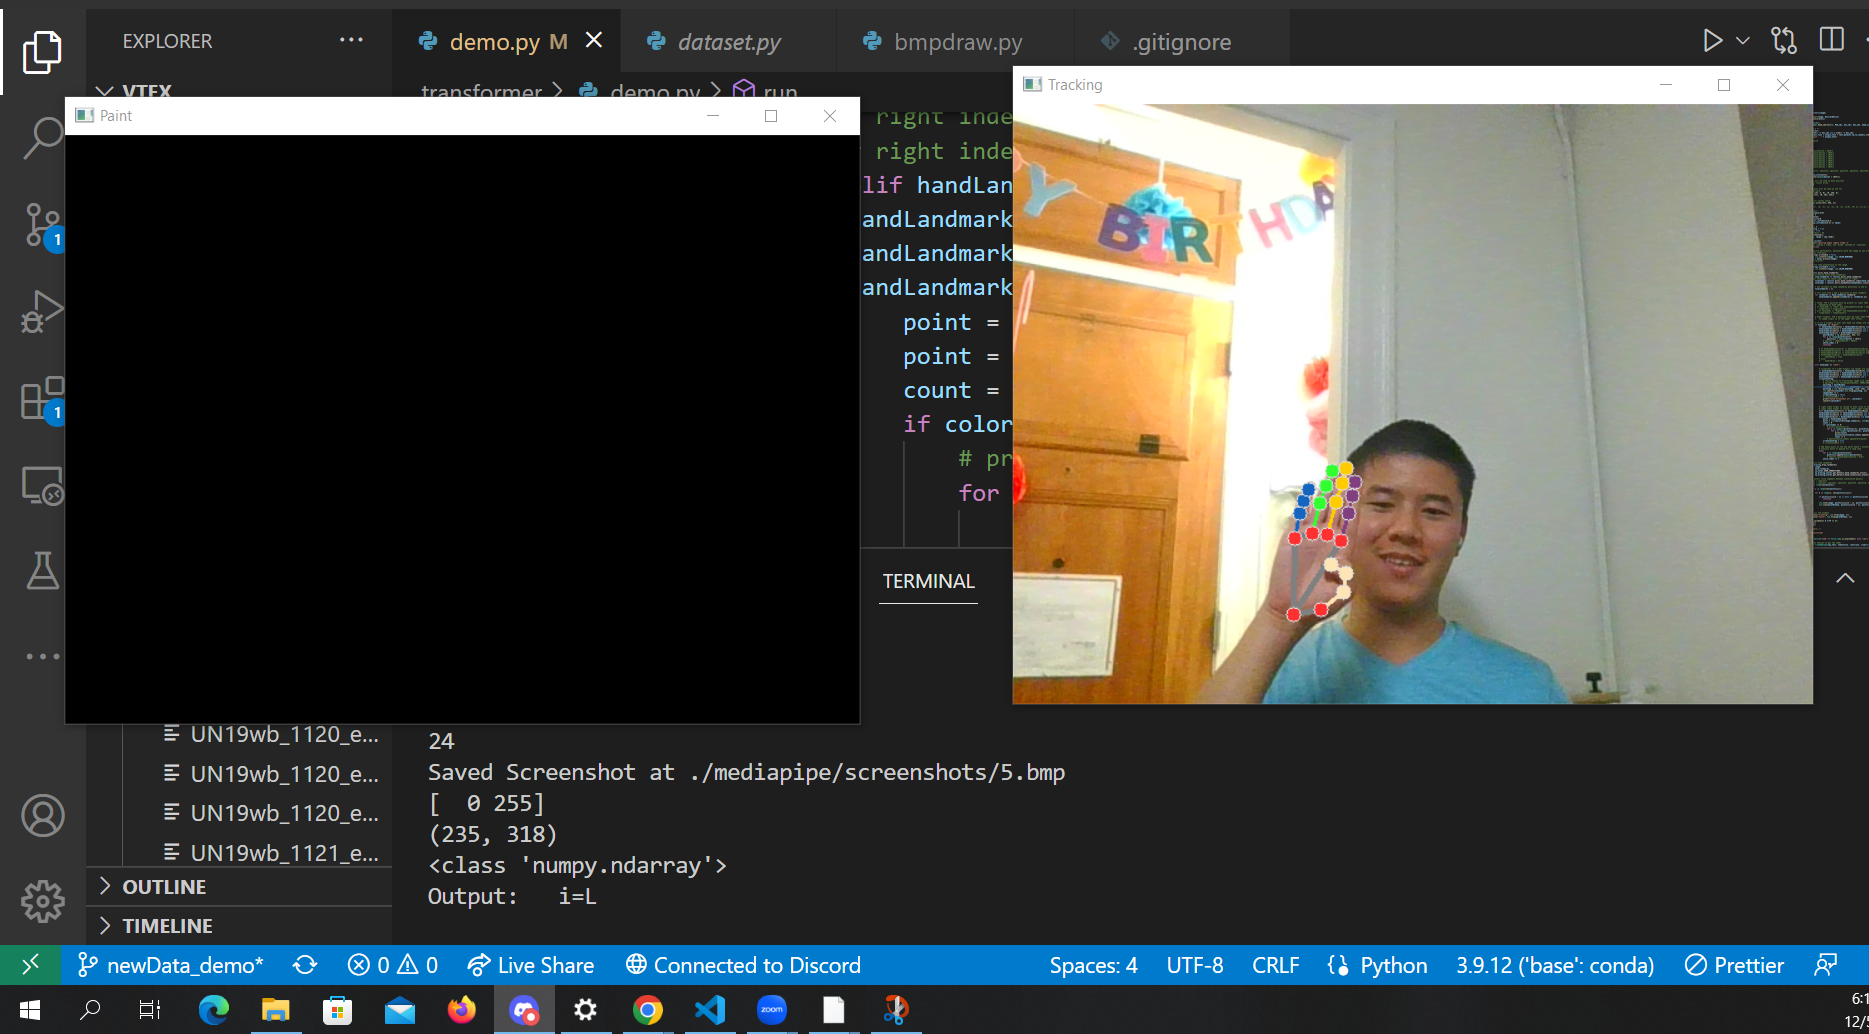 EXPLORER
demo.py M
dataset.py
bmpdraw.py
.gitignore
VTEX
transformer > demo.py > run
Paint
Tracking
right inde
right inde
lif handLan
andLandmark
andLandmark
andLandmark
point =
point =
count =
if color
# pr
for
Y BIRTHDA
1
1
TERMINAL
UN19wb_1120_e...
UN19wb_1120_e...
UN19wb_1120_e...
UN19wb_1121_e...
OUTLINE
TIMELINE
24
Saved Screenshot at ./mediapipe/screenshots/5.bmp
[  0 255]
(235, 318)
<class 'numpy.ndarray'>
Output:   i=L
newData_demo* 0 0 Live Share Connected to Discord Spaces: 4 UTF-8 CRLF Python 3.9.12 ('base': conda) Prettier
zoom
6:1